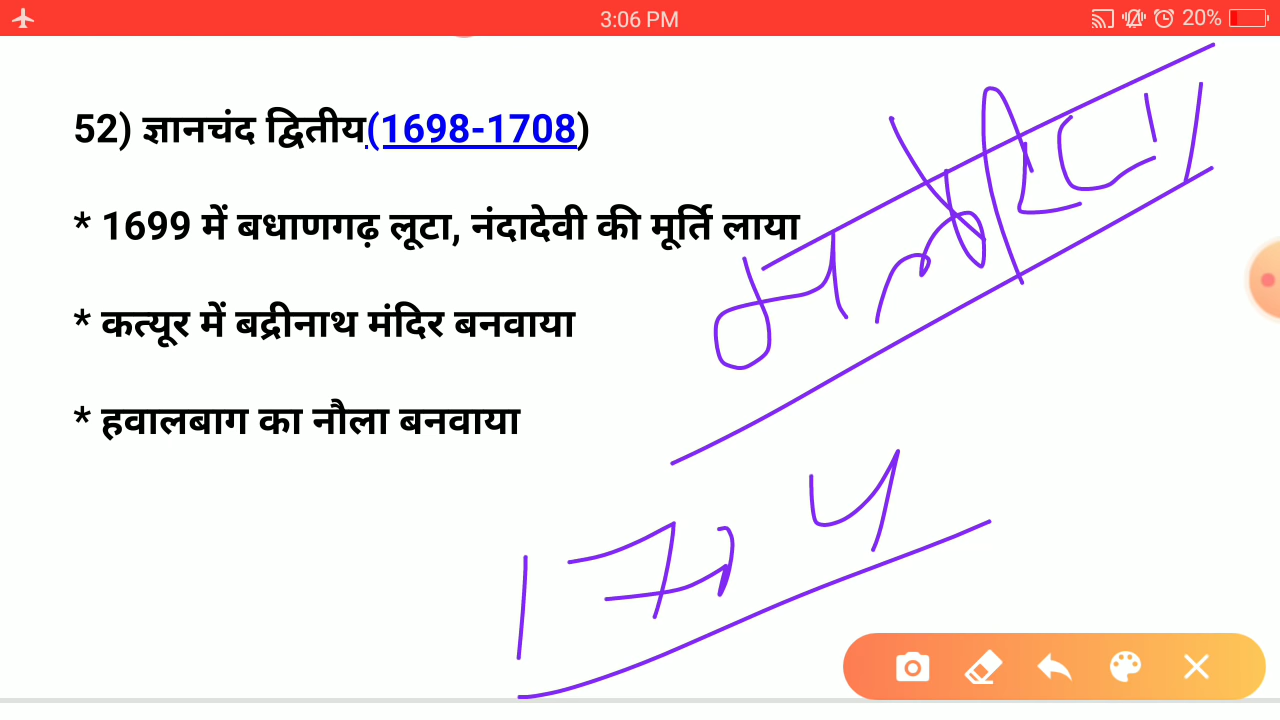 3:06 PM
20%
52) ज्ञानचंद द्वितीय(1698-1708)
* 1699 में बधाणगढ़ लूटा, नंदादेवी की मूर्ति लाया
* कत्यूर में बद्रीनाथ मंदिर बनवाया
* हवालबाग का नौला बनवाया